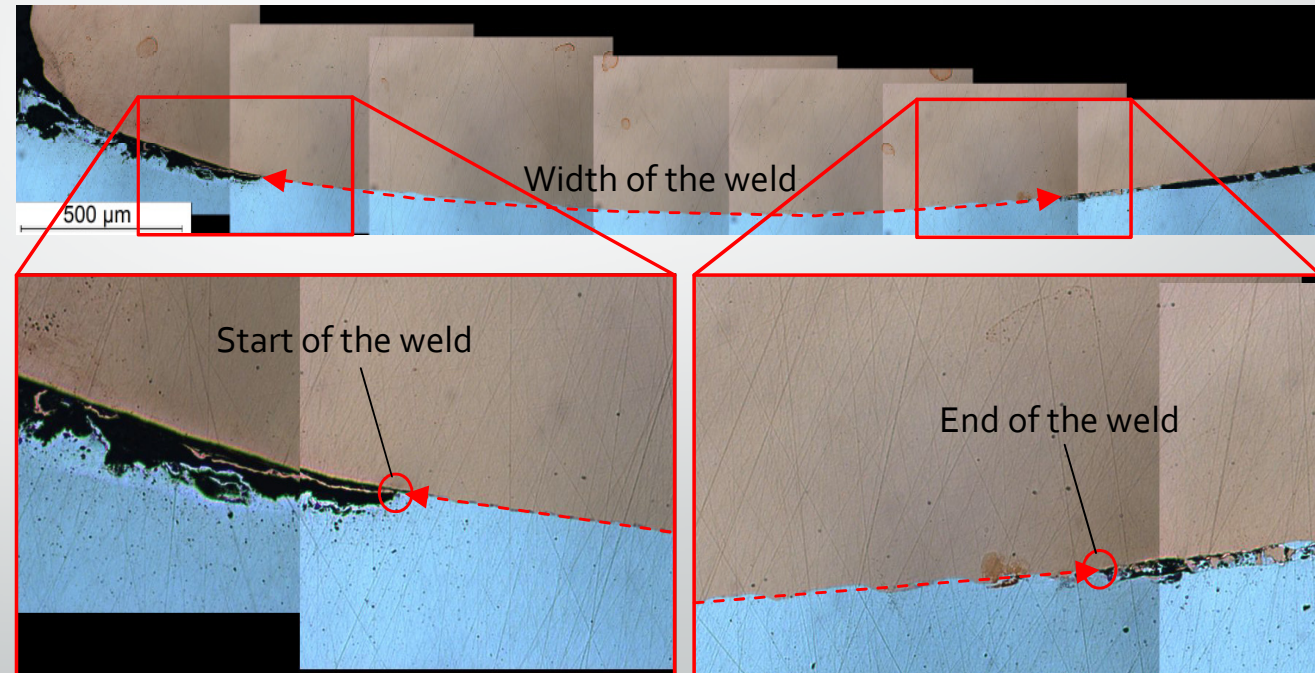 Width of the weld
500 µm
Start of the weld
End of the weld